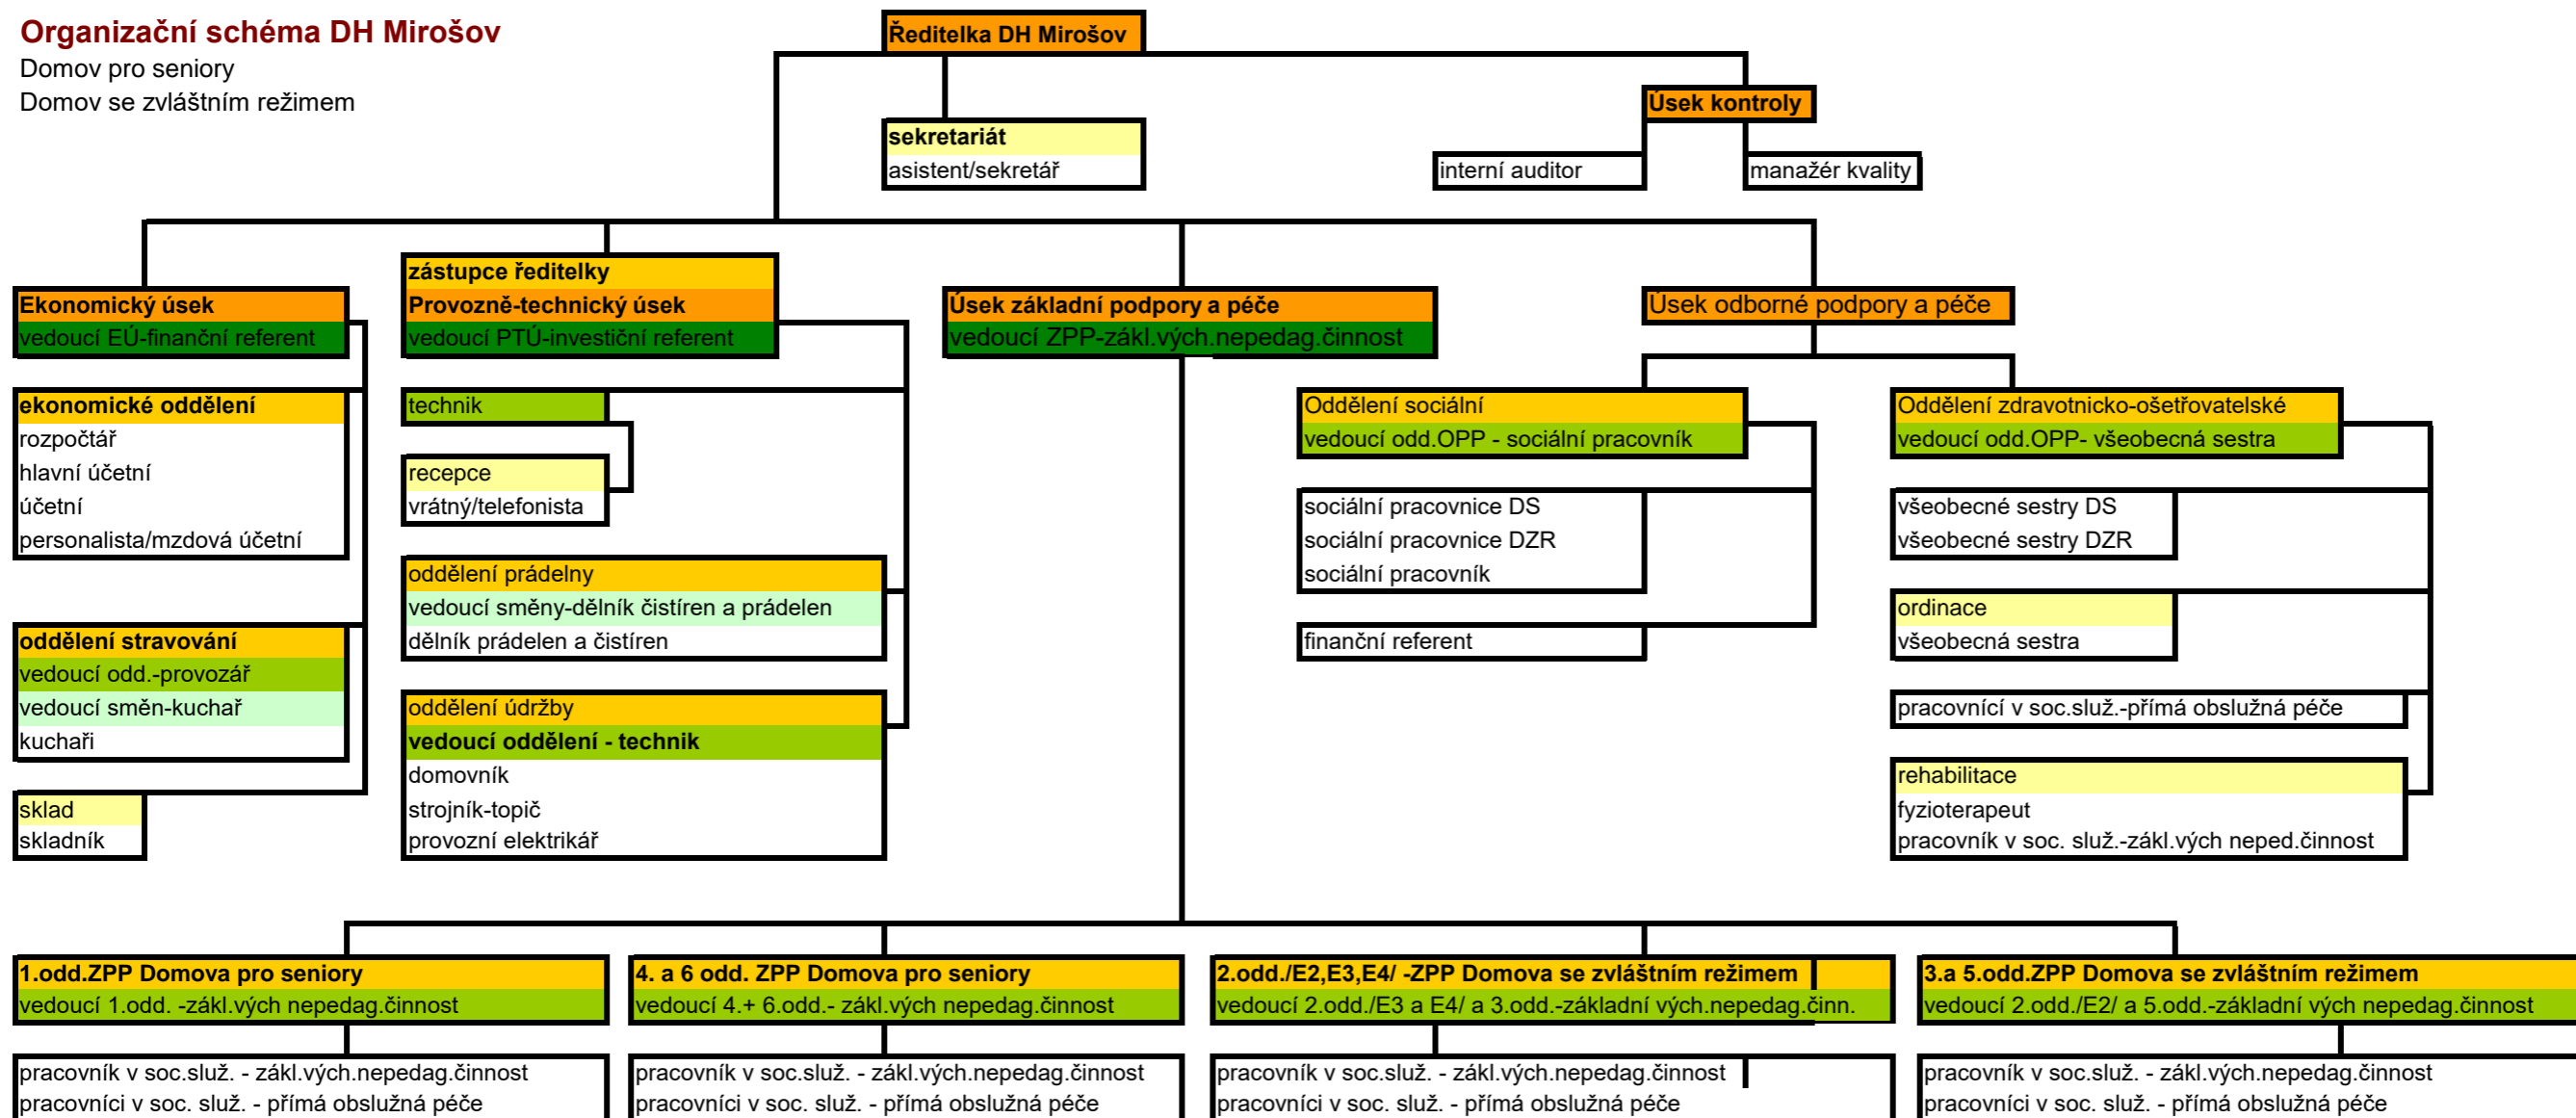 Organizační schéma DH Mirošov
Domov pro seniory
Domov se zvláštním režimem
Ředitelka DH Mirošov
Úsek kontroly
sekretariát
asistent/sekretář
interní auditor
manažér kvality
Ekonomický úsek
vedoucí EÚ-finanční referent
zástupce ředitelky
Provozně-technický úsek
vedoucí PTÚ-investiční referent
Úsek základní podpory a péče
vedoucí ZPP-zákl.vých.nepedag.činnost
Úsek odborné podpory a péče
ekonomické oddělení
rozpočtář
hlavní účetní
účetní
personalista/mzdová účetní
technik
recepce
vrátný/telefonista
Oddělení sociální
vedoucí odd.OPP - sociální pracovník
Oddělení zdravotnicko-ošetřovatelské
vedoucí odd.OPP- všeobecná sestra
sociální pracovnice DS
sociální pracovnice DZR
sociální pracovník
všeobecné sestry DS
všeobecné sestry DZR
oddělení prádelny
vedoucí směny-dělník čistíren a prádelen
dělník prádelen a čistíren
ordinace
všeobecná sestra
finanční referent
oddělení stravování
vedoucí odd.-provozář
vedoucí směn-kuchař
kuchaři
oddělení údržby
vedoucí oddělení - technik
domovník
strojník-topič
provozní elektrikář
pracovnící v soc.služ.-přímá obslužná péče
sklad
skladník
rehabilitace
fyzioterapeut
pracovník v soc. služ.-zákl.vých neped.činnost
1.odd.ZPP Domova pro seniory
vedoucí 1.odd. -zákl.vých nepedag.činnost
4. a 6 odd. ZPP Domova pro seniory
vedoucí 4.+ 6.odd.- zákl.vých nepedag.činnost
2.odd./E2,E3,E4/ -ZPP Domova se zvláštním režimem
vedoucí 2.odd./E3 a E4/ a 3.odd.-základní vých.nepedag.činn.
3.a 5.odd.ZPP Domova se zvláštním režimem
vedoucí 2.odd./E2/ a 5.odd.-základní vých nepedag.činnost
pracovník v soc.služ. - zákl.vých.nepedag.činnost
pracovníci v soc. služ. - přímá obslužná péče
pracovník v soc.služ. - zákl.vých.nepedag.činnost
pracovníci v soc. služ. - přímá obslužná péče
pracovník v soc.služ. - zákl.vých.nepedag.činnost
pracovníci v soc. služ. - přímá obslužná péče
pracovník v soc.služ. - zákl.vých.nepedag.činnost
pracovníci v soc. služ. - přímá obslužná péče